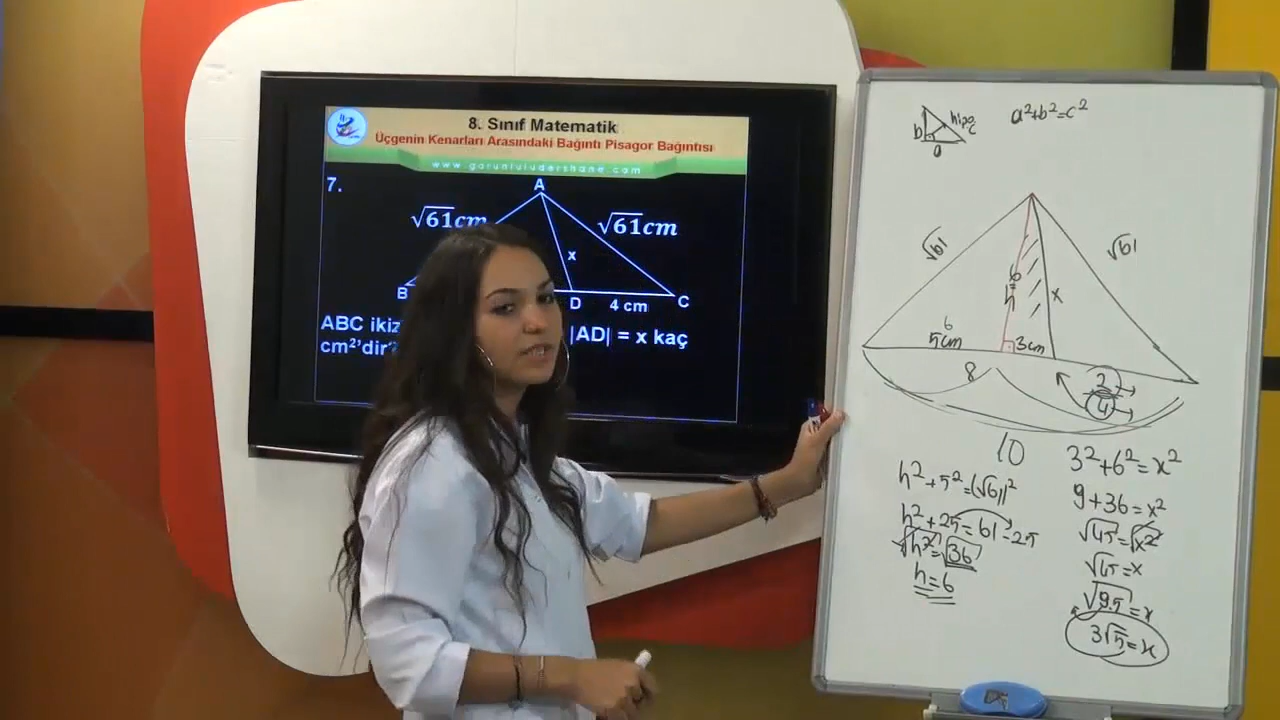 8. Sınıf Matematik
Üçgenin Kenarları Arasındaki Bağıntı Pisagor Bağıntısı
www.goruntuludershane.com
7.
A
√61cm
√61cm
x
B
D
4 cm
C
ABC ikiz
|AD| = x kaç
cm²'dir?
b
hipo
c
a
a²+b²=c²
√61
√61
6
h
x
6
5cm
3cm
8
2
4
10
h²+5²=(√61)²
h²+25=61-25
√h²=√36
h=6
3²+6²=x²
9+36=x²
√45=√x²
√45=x
√9.5=x
3√5=x